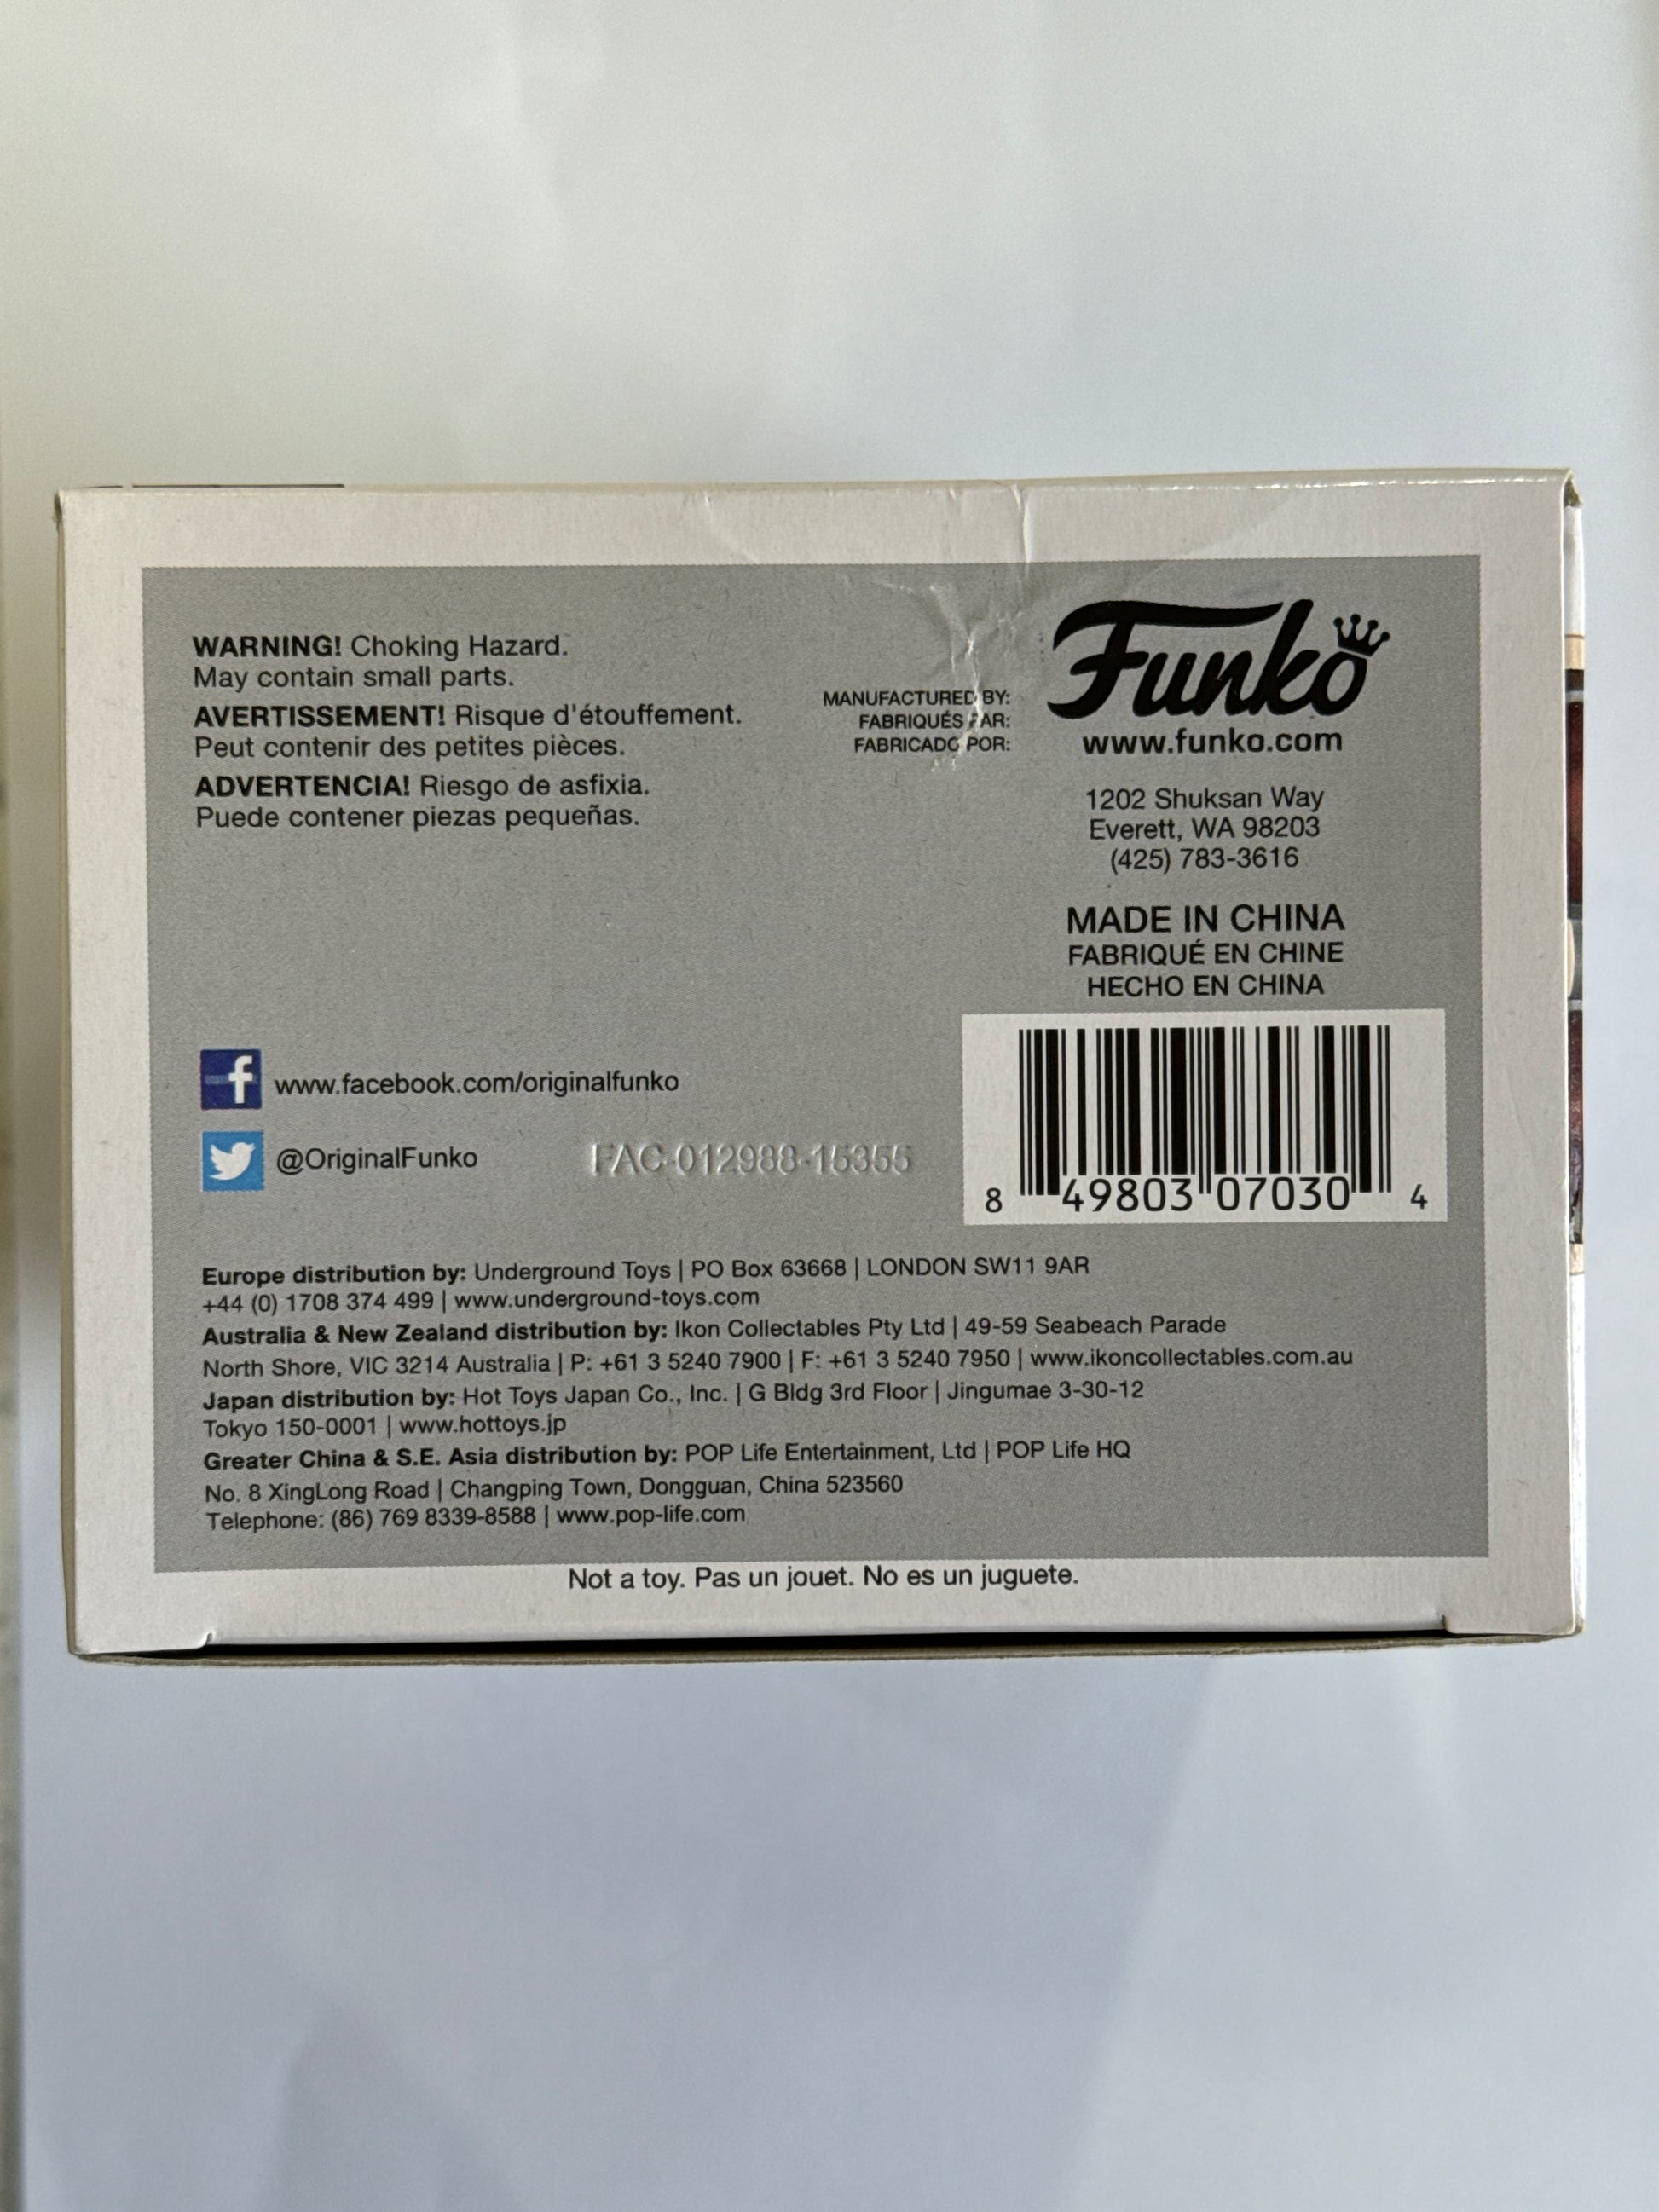 WARNING! Choking Hazard.
May contain small parts.
AVERTISSEMENT! Risque d'étouffement.
Peut contenir des petites pièces.
ADVERTENCIA! Riesgo de asfixia.
Puede contener piezas pequeñas.
MANUFACTURED BY:
FABRIQUÉS PAR:
FABRICADO POR:
Funko
www.funko.com
1202 Shuksan Way
Everett, WA 98203
(425) 783-3616
MADE IN CHINA
FABRIQUÉ EN CHINE
HECHO EN CHINA
f www.facebook.com/originalfunko
@OriginalFunko
FAC-012988-15355
8 49803 07030 4
Europe distribution by: Underground Toys | PO Box 63668 | LONDON SW11 9AR
+44 (0) 1708 374 499 | www.underground-toys.com
Australia & New Zealand distribution by: Ikon Collectables Pty Ltd | 49-59 Seabeach Parade
North Shore, VIC 3214 Australia | P: +61 3 5240 7900 | F: +61 3 5240 7950 | www.ikoncollectables.com.au
Japan distribution by: Hot Toys Japan Co., Inc. | G Bldg 3rd Floor | Jingumae 3-30-12
Tokyo 150-0001 | www.hottoys.jp
Greater China & S.E. Asia distribution by: POP Life Entertainment, Ltd | POP Life HQ
No. 8 XingLong Road | Changping Town, Dongguan, China 523560
Telephone: (86) 769 8339-8588 | www.pop-life.com
Not a toy. Pas un jouet. No es un juguete.